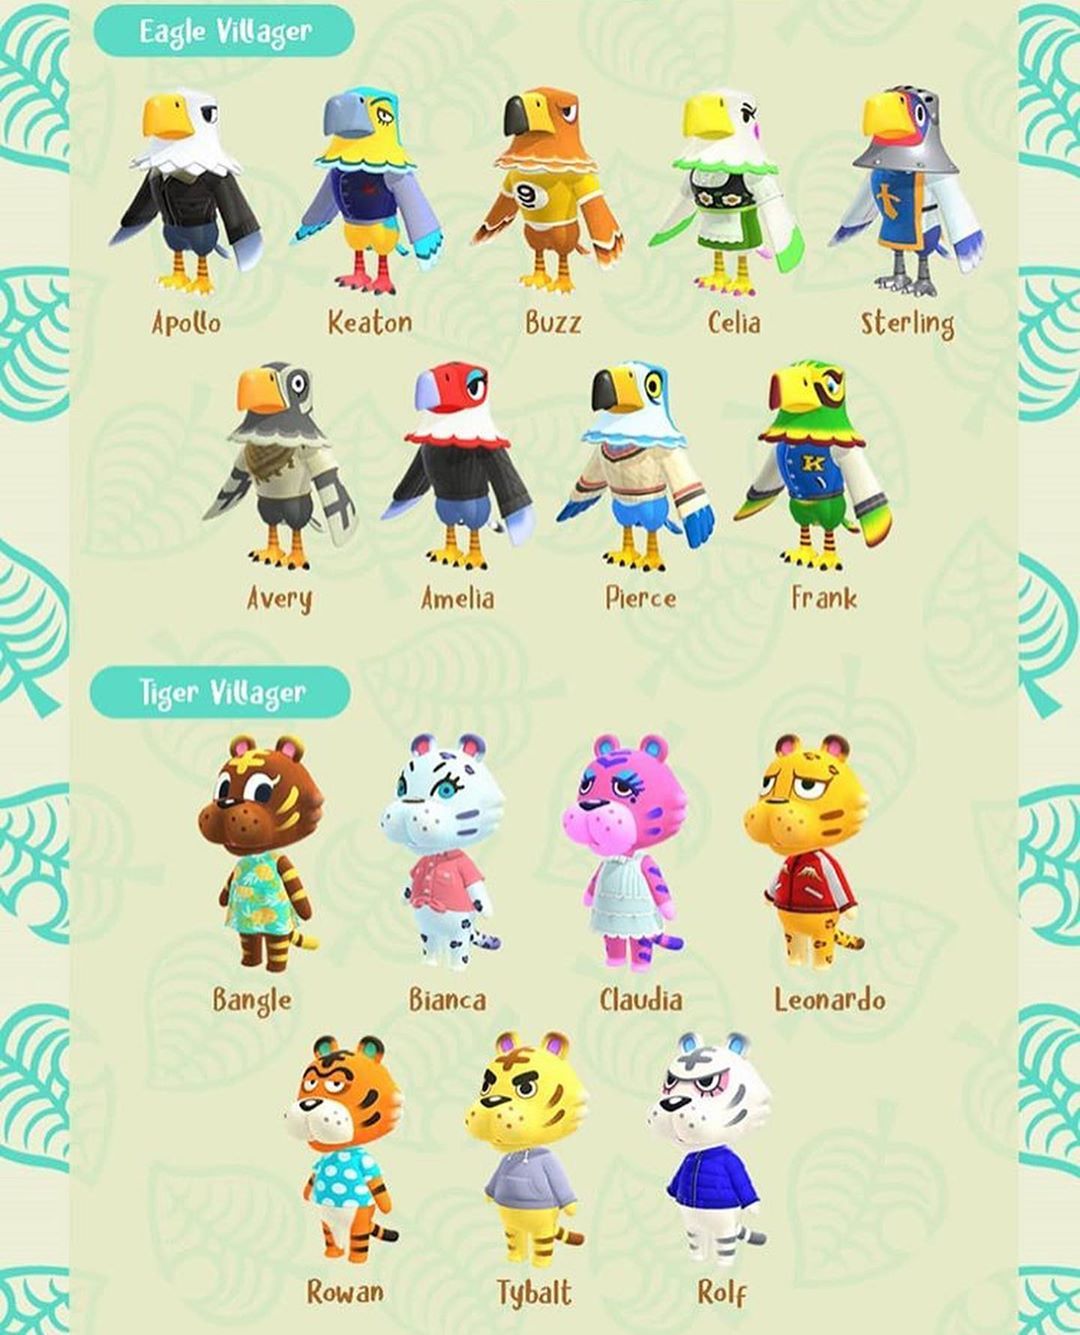 Eagle Villager
Apollo Keaton Buzz Celia Sterling
9
K
Avery Amelia Pierce Frank
Tiger Villager
Bangle Bianca Claudia Leonardo
Rowan Tybalt Rolf